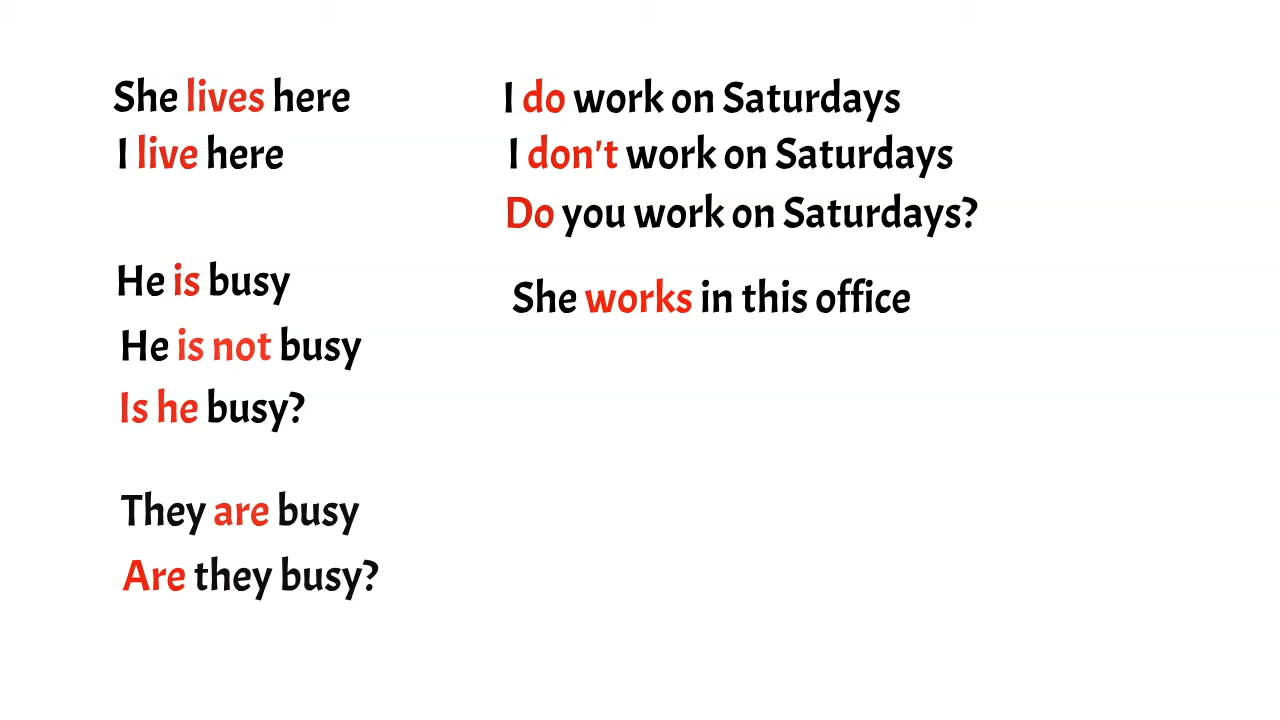 She lives here
I live here
He is busy
He is not busy
Is he busy?
They are busy
Are they busy?
I do work on Saturdays
I don't work on Saturdays
Do you work on Saturdays?
She works in this office